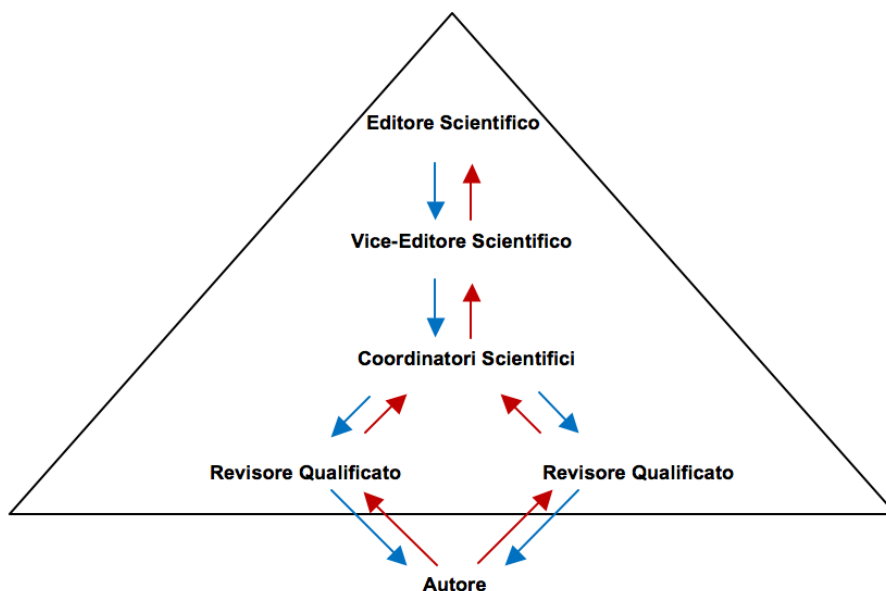 Editore Scientifico
Vice-Editore Scientifico
Coordinatori Scientifici
Revisore Qualificato
Revisore Qualificato
Autore